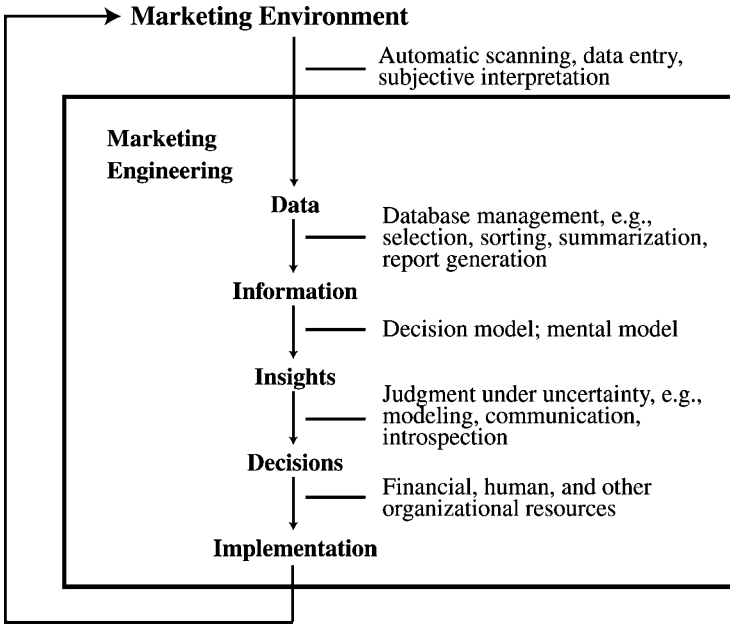 Marketing Environment
Automatic scanning, data entry,
subjective interpretation
Marketing
Engineering
Data
Database management, e.g.,
selection, sorting, summarization,
report generation
Information
Decision model; mental model
Insights
Judgment under uncertainty, e.g.,
modeling, communication,
introspection
Decisions
Financial, human, and other
organizational resources
Implementation